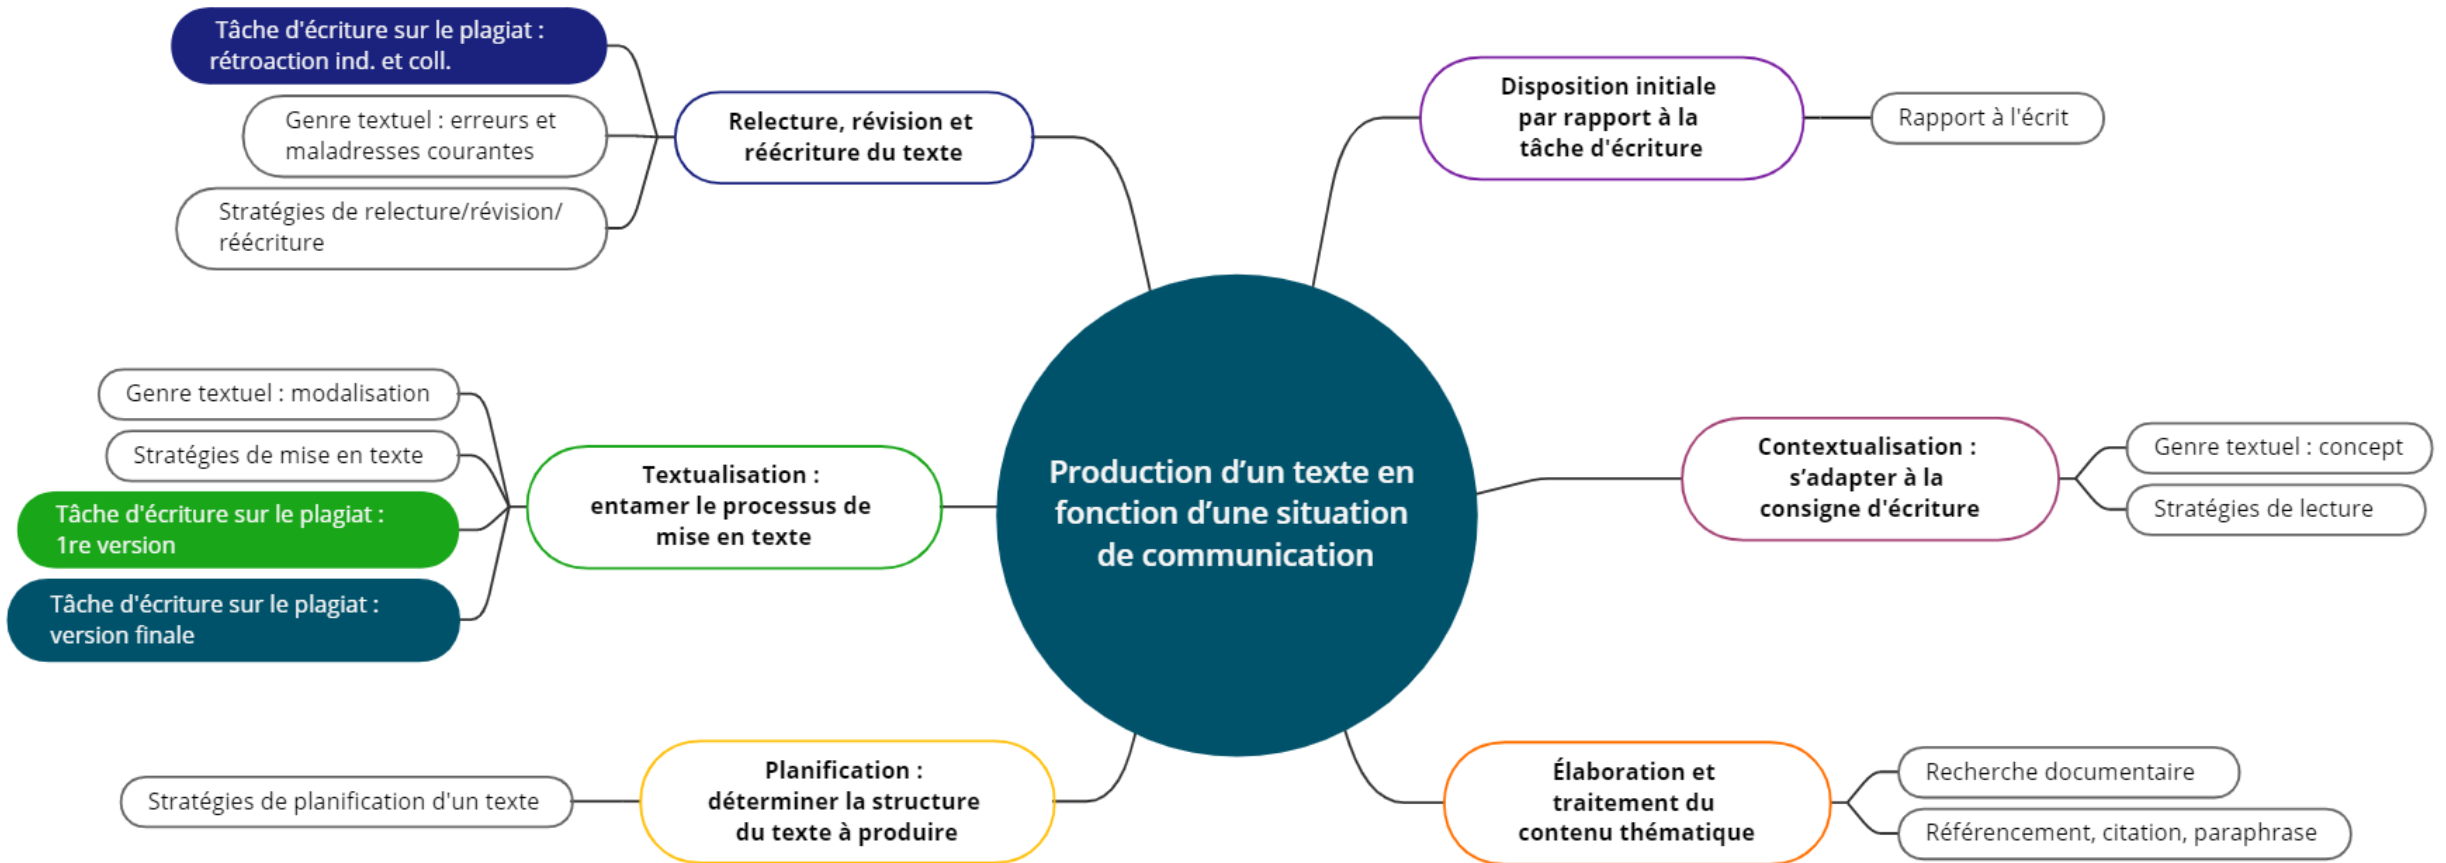 Production d’un texte en
fonction d’une situation
de communication
Disposition initiale
par rapport à la
tâche d'écriture
Rapport à l'écrit
Contextualisation :
s’adapter à la
consigne d'écriture
Genre textuel : concept
Stratégies de lecture
Élaboration et
traitement du
contenu thématique
Recherche documentaire
Référencement, citation, paraphrase
Planification :
déterminer la structure
du texte à produire
Stratégies de planification d'un texte
Textualisation :
entamer le processus de
mise en texte
Genre textuel : modalisation
Stratégies de mise en texte
Tâche d'écriture sur le plagiat :
1re version
Tâche d'écriture sur le plagiat :
version finale
Relecture, révision et
réécriture du texte
Tâche d'écriture sur le plagiat :
rétroaction ind. et coll.
Genre textuel : erreurs et
maladresses courantes
Stratégies de relecture/révision/
réécriture